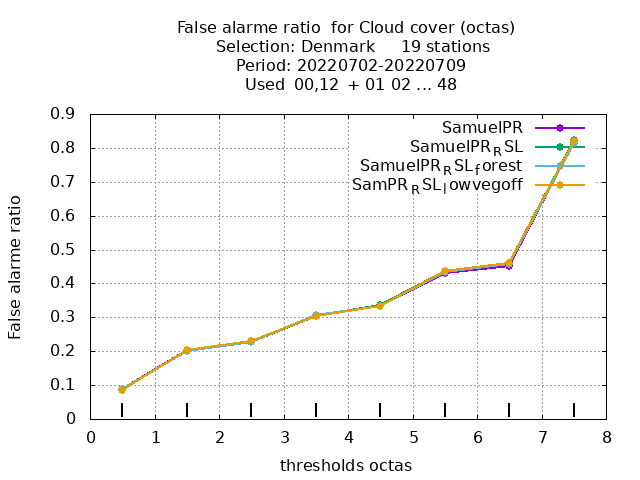 False alarme ratio  for Cloud cover (octas)
Selection: Denmark     19 stations
Period: 20220702-20220709
Used  00,12  + 01 02 ... 48
SamuelPR
SamuelPR_RSL
SamuelPR_RSL_forest
SamPR_RSL_lowvegoff
False alarme ratio
0.9
0.8
0.7
0.6
0.5
0.4
0.3
0.2
0.1
0
0 1 2 3 4 5 6 7 8
thresholds octas